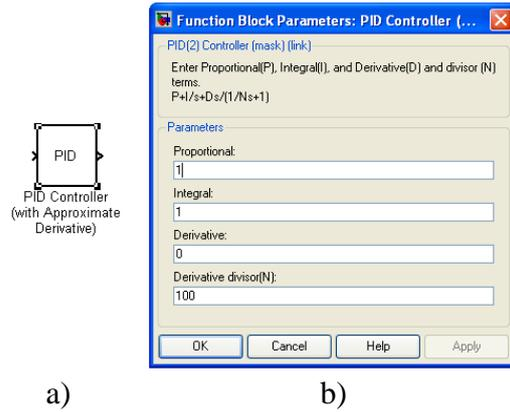 PID
PID Controller
(with Approximate
Derivative)
a)
Function Block Parameters: PID Controller (...
PID(2) Controller (mask) (link)
Enter Proportional(P), Integral(I), and Derivative(D) and divisor (N)
terms.
P+I/s+Ds/(1/Ns+1)
Parameters
Proportional:
1
Integral:
1
Derivative:
0
Derivative divisor(N):
100
OK Cancel Help Apply
b)